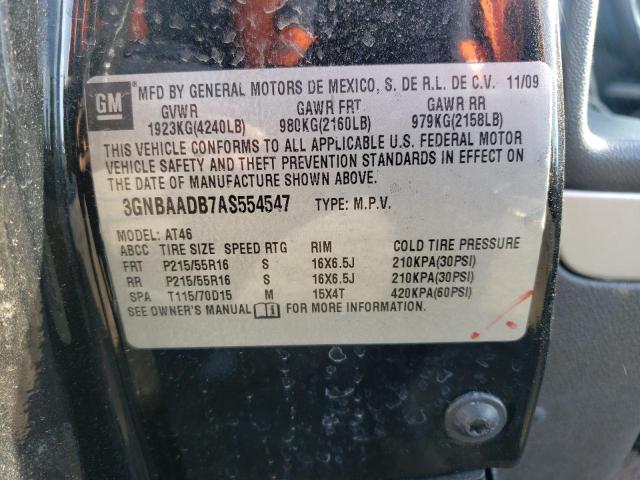 GM MFD BY GENERAL MOTORS DE MEXICO, S. DE R.L. DE C.V. 11/09
GVWR GAWR FRT GAWR RR
1923KG(4240LB) 980KG(2160LB) 979KG(2158LB)
THIS VEHICLE CONFORMS TO ALL APPLICABLE U.S. FEDERAL MOTOR
VEHICLE SAFETY AND THEFT PREVENTION STANDARDS IN EFFECT ON
THE DATE OF MANUFACTURE SHOWN ABOVE.
3GNBAADB7AS554547 TYPE: M.P.V.
MODEL: AT46
ABCC TIRE SIZE SPEED RTG RIM COLD TIRE PRESSURE
FRT P215/55R16 S 16X6.5J 210KPA(30PSI)
RR P215/55R16 S 16X6.5J 210KPA(30PSI)
SPA T115/70D15 M 15X4T 420KPA(60PSI)
SEE OWNER'S MANUAL FOR MORE INFORMATION.